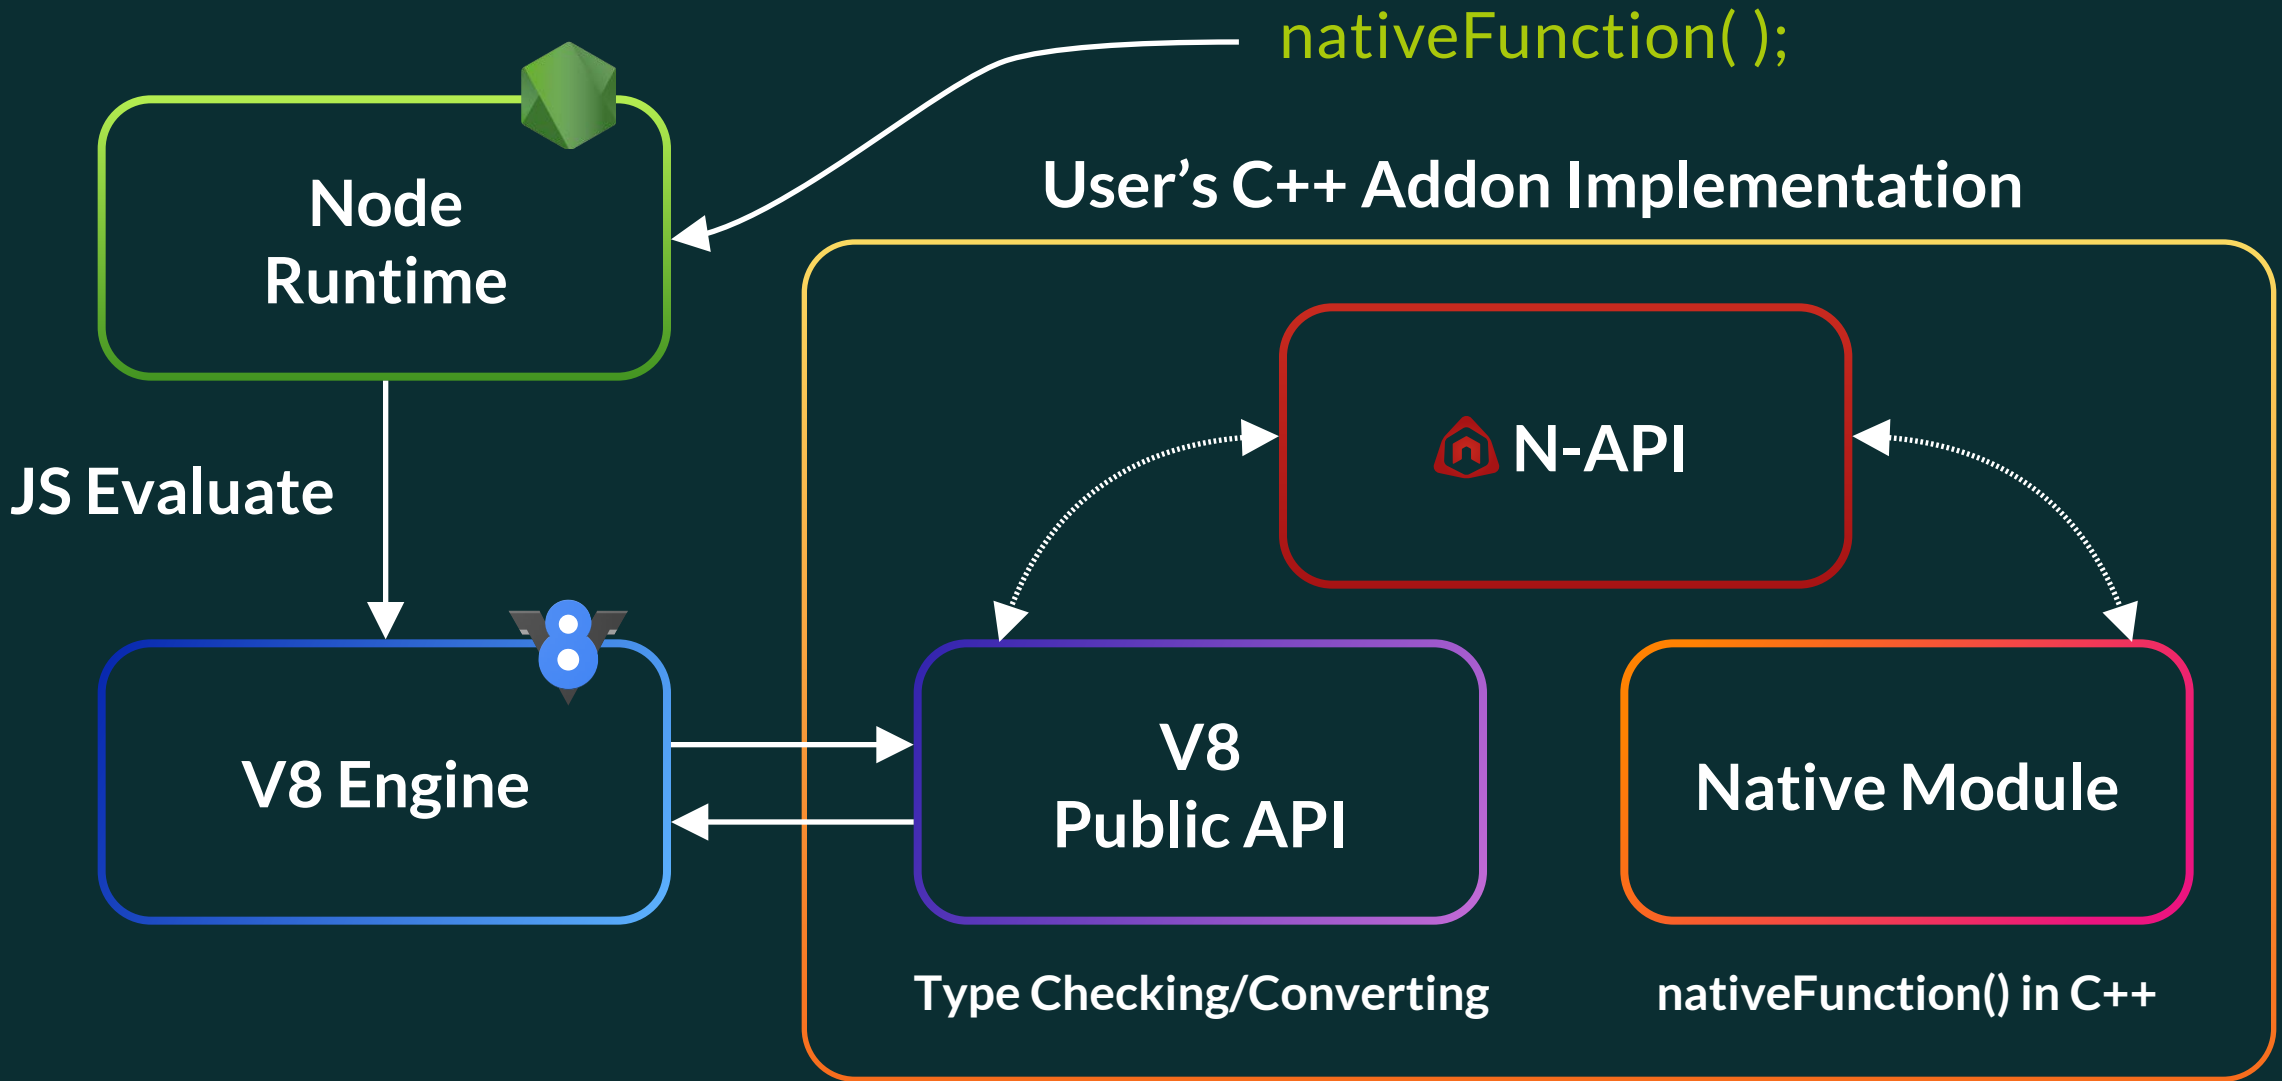 nativeFunction( );
Node
Runtime
User’s C++ Addon Implementation
N-API
JS Evaluate
V8 Engine
V8
Public API
Native Module
Type Checking/Converting
nativeFunction() in C++